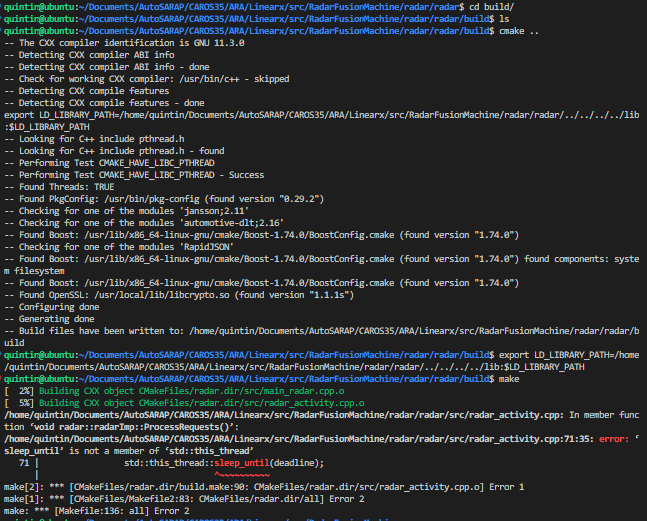 quintin@ubuntu:~/Documents/AutoSARAP/CAROS35/ARA/Linearx/src/RadarFusionMachine/radar/radar$ cd build/
quintin@ubuntu:~/Documents/AutoSARAP/CAROS35/ARA/Linearx/src/RadarFusionMachine/radar/radar/build$ ls
quintin@ubuntu:~/Documents/AutoSARAP/CAROS35/ARA/Linearx/src/RadarFusionMachine/radar/radar/build$ cmake ..
-- The CXX compiler identification is GNU 11.3.0
-- Detecting CXX compiler ABI info
-- Detecting CXX compiler ABI info - done
-- Check for working CXX compiler: /usr/bin/c++ - skipped
-- Detecting CXX compile features
-- Detecting CXX compile features - done
export LD_LIBRARY_PATH=/home/quintin/Documents/AutoSARAP/CAROS35/ARA/Linearx/src/RadarFusionMachine/radar/radar/../../../../lib
:$LD_LIBRARY_PATH
-- Looking for C++ include pthread.h
-- Looking for C++ include pthread.h - found
-- Performing Test CMAKE_HAVE_LIBC_PTHREAD
-- Performing Test CMAKE_HAVE_LIBC_PTHREAD - Success
-- Found Threads: TRUE
-- Found PkgConfig: /usr/bin/pkg-config (found version "0.29.2")
-- Checking for one of the modules 'jansson;2.11'
-- Checking for one of the modules 'automotive-dlt;2.16'
-- Found Boost: /usr/lib/x86_64-linux-gnu/cmake/Boost-1.74.0/BoostConfig.cmake (found version "1.74.0")
-- Checking for one of the modules 'RapidJSON'
-- Found Boost: /usr/lib/x86_64-linux-gnu/cmake/Boost-1.74.0/BoostConfig.cmake (found version "1.74.0") found components: syste
m filesystem
-- Found Boost: /usr/lib/x86_64-linux-gnu/cmake/Boost-1.74.0/BoostConfig.cmake (found version "1.74.0")
-- Found OpenSSL: /usr/local/lib/libcrypto.so (found version "1.1.1s")
-- Configuring done
-- Generating done
-- Build files have been written to: /home/quintin/Documents/AutoSARAP/CAROS35/ARA/Linearx/src/RadarFusionMachine/radar/radar/b
uild
quintin@ubuntu:~/Documents/AutoSARAP/CAROS35/ARA/Linearx/src/RadarFusionMachine/radar/radar/build$ export LD_LIBRARY_PATH=/home
/quintin/Documents/AutoSARAP/CAROS35/ARA/Linearx/src/RadarFusionMachine/radar/radar/../../../../lib:$LD_LIBRARY_PATH
quintin@ubuntu:~/Documents/AutoSARAP/CAROS35/ARA/Linearx/src/RadarFusionMachine/radar/radar/build$ make
[  2%] Building CXX object CMakeFiles/radar.dir/src/main_radar.cpp.o
[  5%] Building CXX object CMakeFiles/radar.dir/src/radar_activity.cpp.o
/home/quintin/Documents/AutoSARAP/CAROS35/ARA/Linearx/src/RadarFusionMachine/radar/radar/src/radar_activity.cpp: In member func
tion ‘void radar::radarImp::ProcessRequests()’:
/home/quintin/Documents/AutoSARAP/CAROS35/ARA/Linearx/src/RadarFusionMachine/radar/radar/src/radar_activity.cpp:71:35: error: ‘
sleep_until’ is not a member of ‘std::this_thread’
71 | std::this_thread::sleep_until(deadline);
| ^~~~~~~~~~~
make[2]: *** [CMakeFiles/radar.dir/build.make:90: CMakeFiles/radar.dir/src/radar_activity.cpp.o] Error 1
make[1]: *** [CMakeFiles/Makefile2:83: CMakeFiles/radar.dir/all] Error 2
make: *** [Makefile:136: all] Error 2